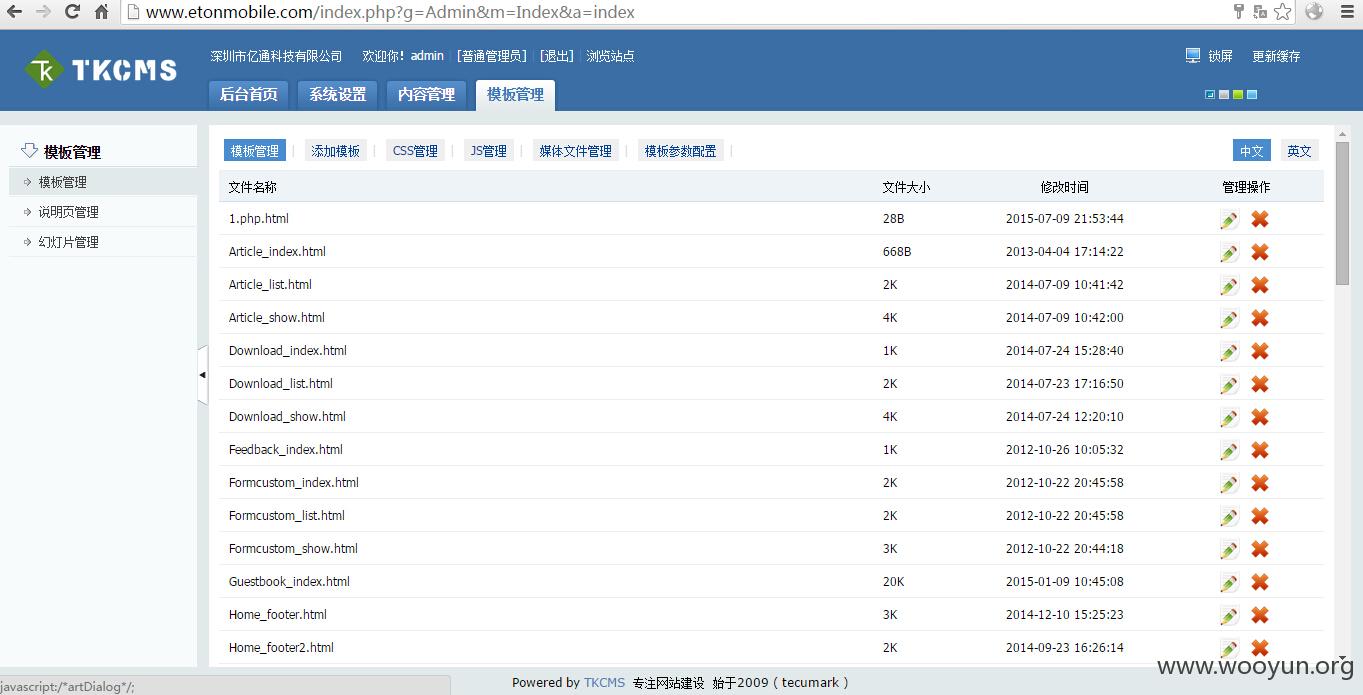 www.etonmobile.com/index.php?g=Admin&m=Index&a=index
TKCMS
深圳市亿通科技有限公司 欢迎你! admin [普通管理员] [退出] 浏览站点
锁屏 更新缓存
后台首页 系统设置 内容管理 模板管理
模板管理
模板管理
说明页管理
幻灯片管理
模板管理 添加模板 CSS管理 JS管理 媒体文件管理 模板参数配置
中文 英文
文件名称 文件大小 修改时间 管理操作
1.php.html 28B 2015-07-09 21:53:44
Article_index.html 668B 2013-04-04 17:14:22
Article_list.html 2K 2014-07-09 10:41:42
Article_show.html 4K 2014-07-09 10:42:00
Download_index.html 1K 2014-07-24 15:28:40
Download_list.html 2K 2014-07-23 17:16:50
Download_show.html 4K 2014-07-24 12:20:10
Feedback_index.html 1K 2012-10-26 10:05:32
Formcustom_index.html 2K 2012-10-22 20:45:58
Formcustom_list.html 2K 2012-10-22 20:45:58
Formcustom_show.html 3K 2012-10-22 20:44:18
Guestbook_index.html 20K 2015-01-09 10:45:08
Home_footer.html 3K 2014-12-10 15:25:23
Home_footer2.html 2K 2014-09-23 16:26:14
www.wooyun.org
javascript:/*artDialog*/;
Powered by TKCMS 专注网站建设 始于2009 ( tecumark )